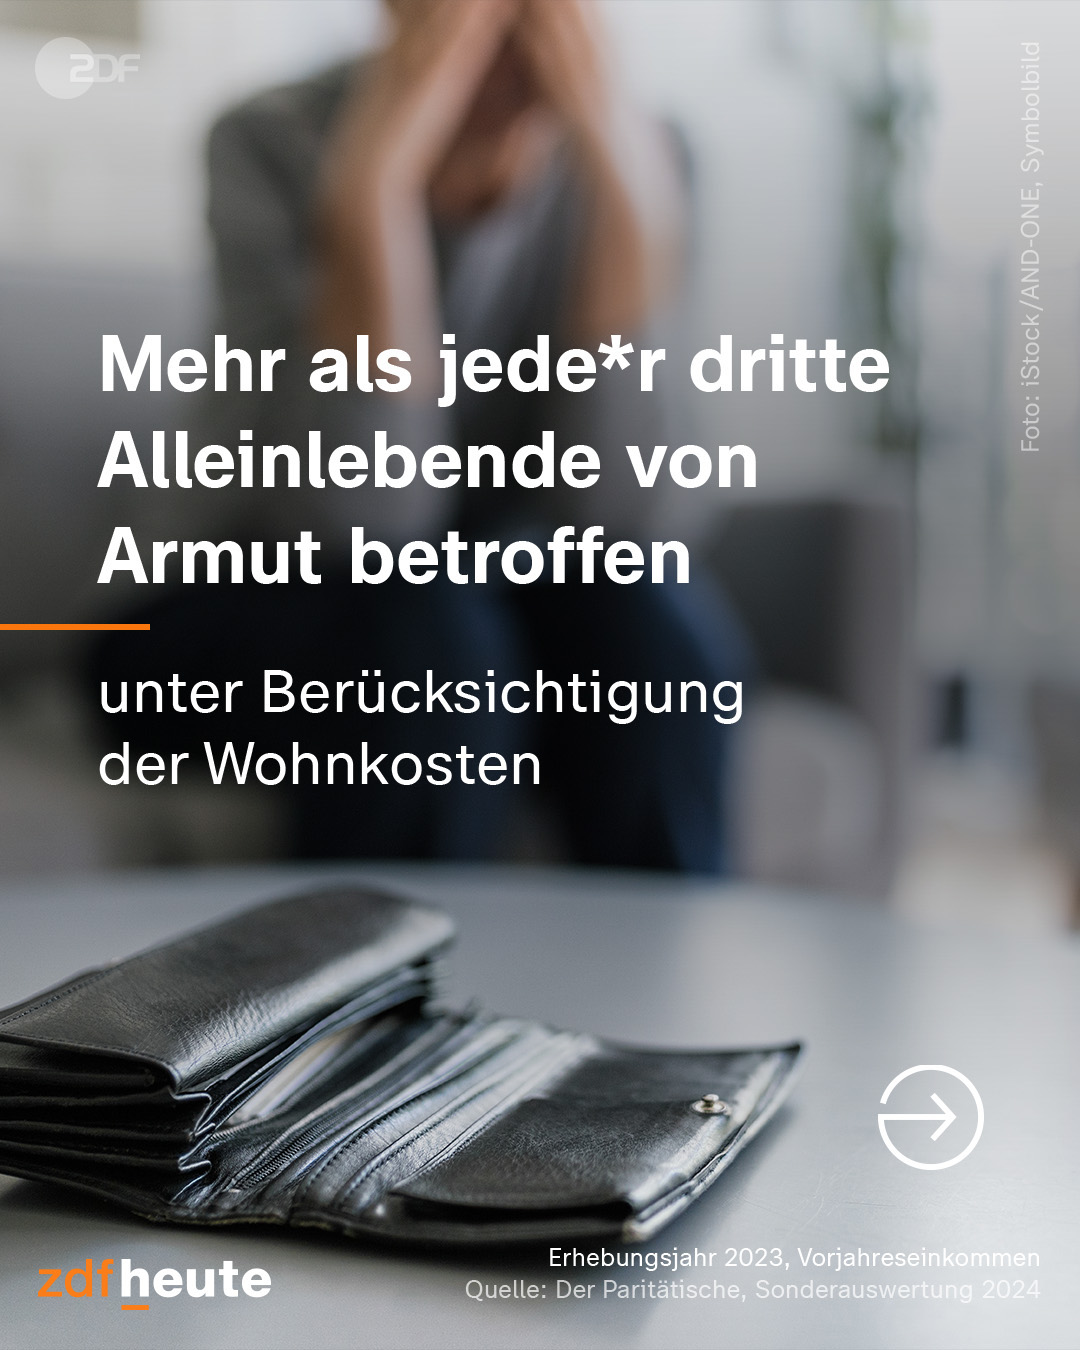 ZDF
Foto: iStock/AND-ONE, Symbolbild
Mehr als jede*r dritte
Alleinlebende von
Armut betroffen
unter Berücksichtigung
der Wohnkosten
zdfheute
Erhebungsjahr 2023, Vorjahreseinkommen
Quelle: Der Paritätische, Sonderauswertung 2024